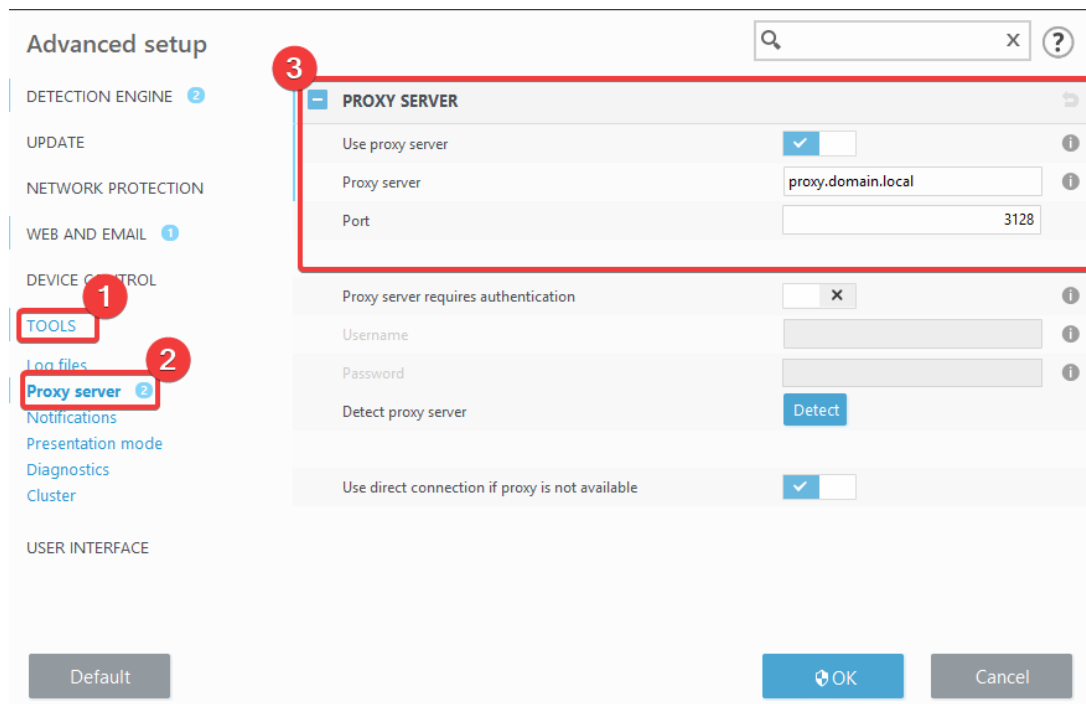 Advanced setup
X
?
3
DETECTION ENGINE 2
PROXY SERVER
UPDATE
Use proxy server
NETWORK PROTECTION
Proxy server
proxy.domain.local
Port
3128
WEB AND EMAIL 1
DEVICE CONTROL
1
Proxy server requires authentication
TOOLS
Username
2
Log files
Password
Proxy server 2
Notifications
Detect proxy server
Detect
Presentation mode
Diagnostics
Cluster
Use direct connection if proxy is not available
USER INTERFACE
Default
OK
Cancel